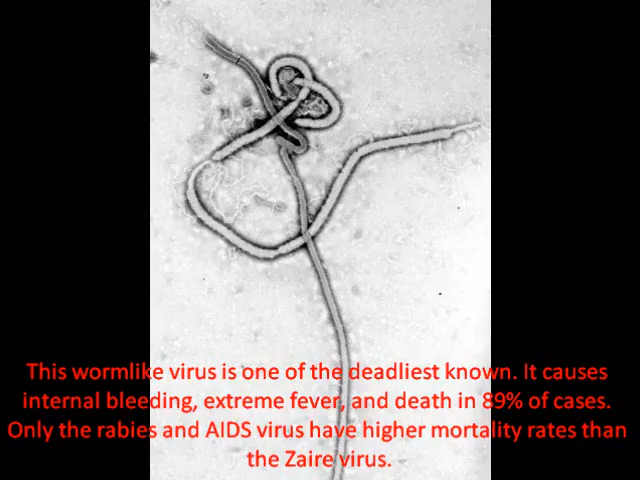 This wormlike virus is one of the deadliest known. It causes
internal bleeding, extreme fever, and death in 89% of cases.
Only the rabies and AIDS virus have higher mortality rates than
the Zaire virus.